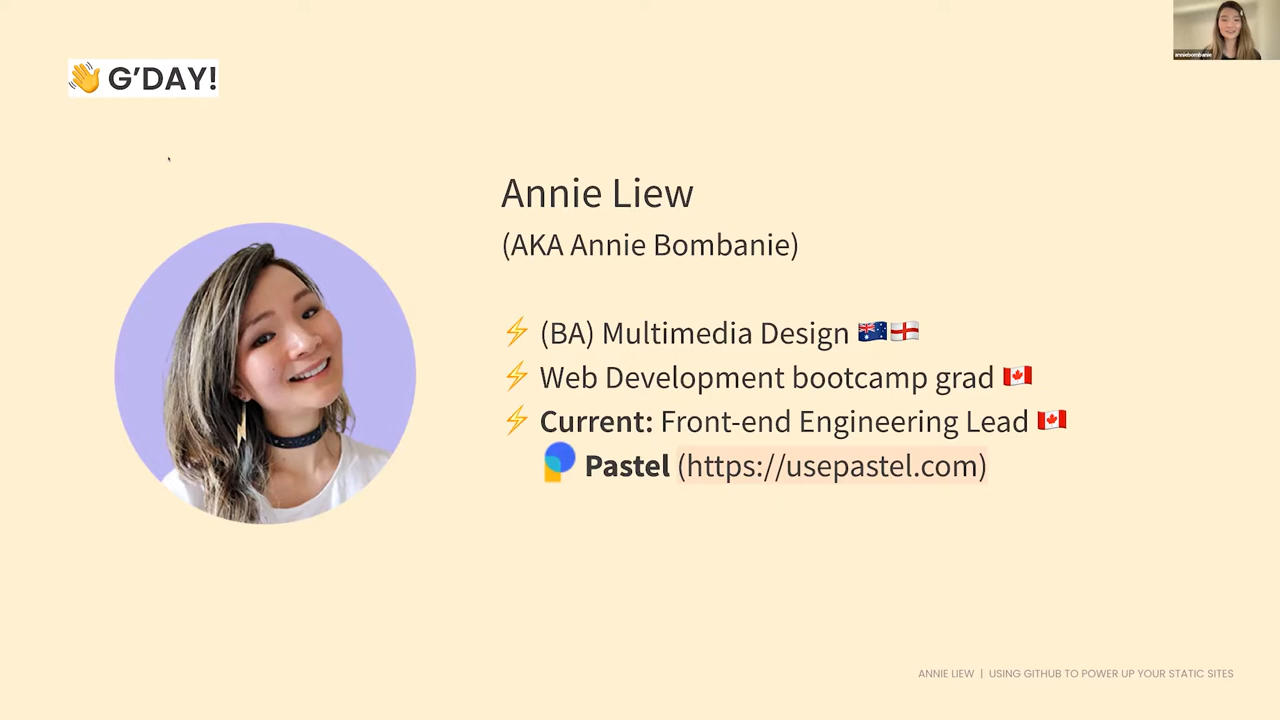 👋 G’DAY!
anniebombanie
Annie Liew
(AKA Annie Bombanie)
⚡ (BA) Multimedia Design 🇦🇺🏴󠁧󠁢󠁥󠁮󠁧󠁿
⚡ Web Development bootcamp grad 🇨🇦
⚡ Current: Front-end Engineering Lead 🇨🇦
Pastel (https://usepastel.com)
ANNIE LIEW | USING GITHUB TO POWER UP YOUR STATIC SITES